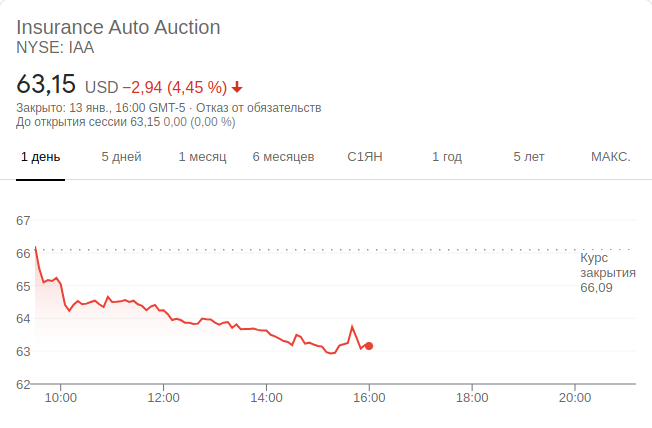 Insurance Auto Auction
NYSE: IAA
63,15 USD −2,94 (4,45 %)
Закрыто: 13 янв., 16:00 GMT-5 · Отказ от обязательств
До открытия сессии 63,15 0,00 (0,00 %)
1 день 5 дней 1 месяц 6 месяцев С1ЯН 1 год 5 лет МАКС.
67
66
65
64
63
62
Курс
закрытия
66,09
10:00 12:00 14:00 16:00 18:00 20:00